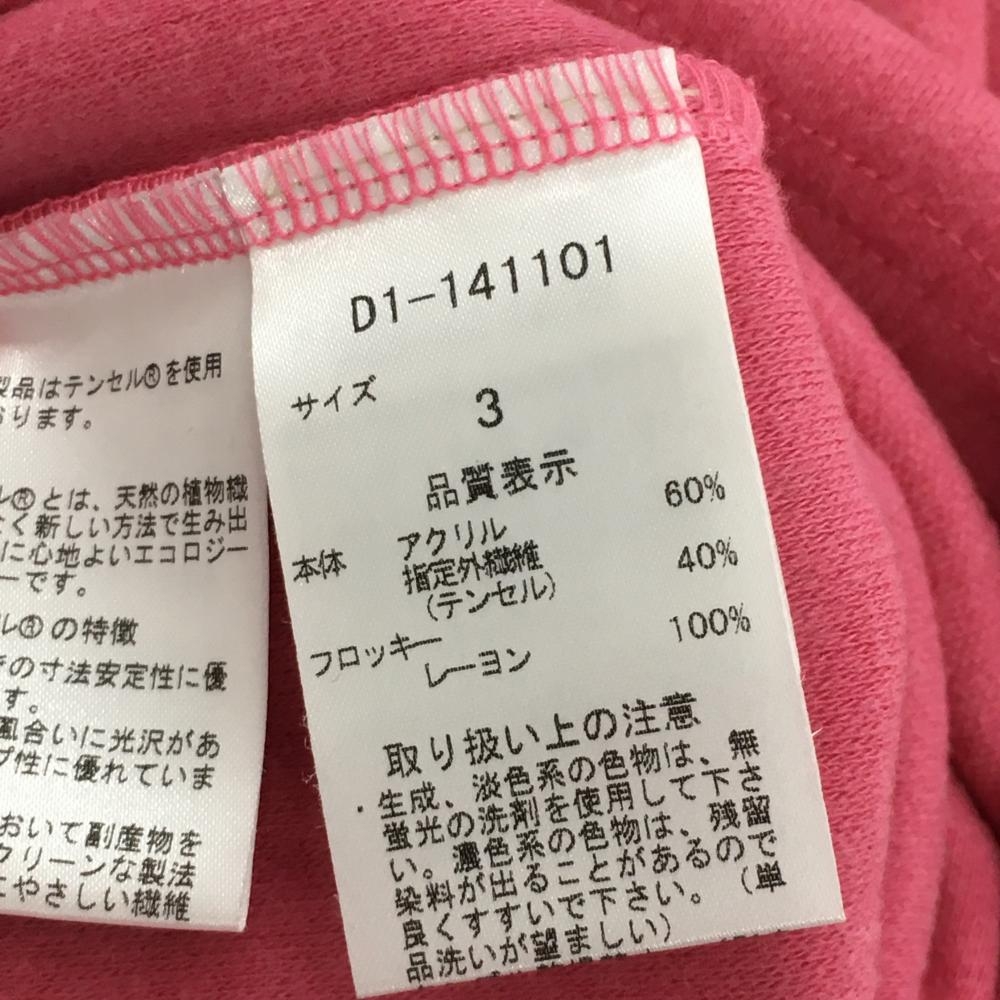 D1-141101
サイズ 3
品質表示
本体 アクリル 60%
指定外繊維 40%
(テンセル)
フロッキー
レーヨン 100%
取り扱い上の注意
・生成、淡色系の色物は、無
蛍光の洗剤を使用して下さ
い。濃色系の色物は、残留
染料が出ることがあるので
良くすすいで下さい。(単
品洗いが望ましい)
製品はテンセル®を使用
おります。
ル®とは、天然の植物繊
く新しい方法で生み出
に心地よいエコロジー
ーです。
ル®の特徴
の寸法安定性に優
す。
風合いに光沢があ
プ性に優れていま
おいて副産物を
クリーンな製法
にやさしい繊維